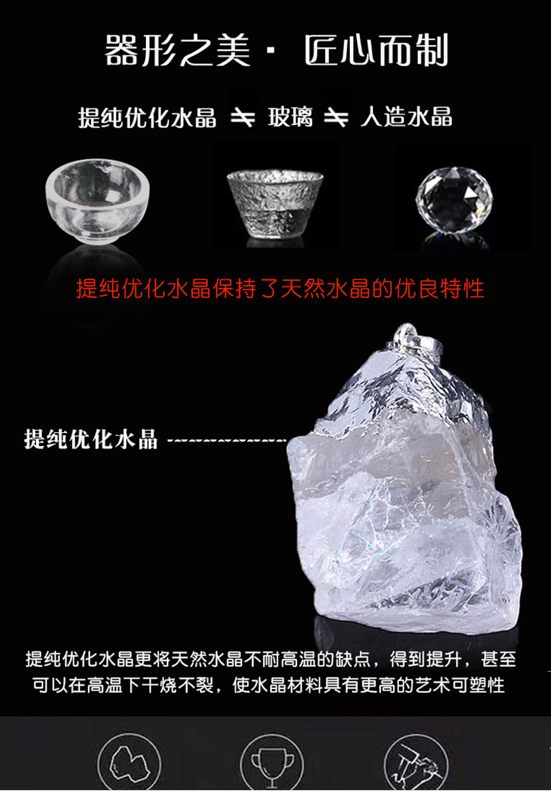 器形之美· 匠心而制
提纯优化水晶 ≒ 玻璃 ≒ 人造水晶
提纯优化水晶保持了天然水晶的优良特性
提纯优化水晶
提纯优化水晶更将天然水晶不耐高温的缺点，得到提升，甚至
可以在高温下干烧不裂，使水晶材料具有更高的艺术可塑性